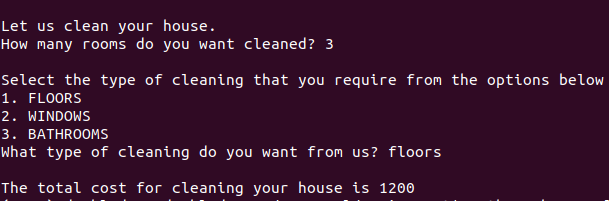 Let us clean your house.
How many rooms do you want cleaned? 3
Select the type of cleaning that you require from the options below
1. FLOORS
2. WINDOWS
3. BATHROOMS
What type of cleaning do you want from us? floors
The total cost for cleaning your house is 1200